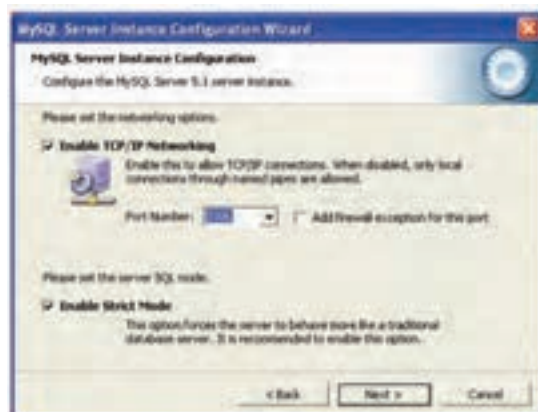 MySQL Server Instance Configuration Wizard
MySQL Server Instance Configuration
Configure the MySQL Server 5.1 server instance.
Please set the networking options.
Enable TCP/IP Networking
Enable this to allow TCP/IP connections. When disabled, only local
connections through named pipes are allowed.
Port Number:
Add firewall exception for this port
Please set the server SQL mode.
Enable Strict Mode
This option forces the server to behave more like a traditional
database server. It is recommended to enable this option.
< Back
Next >
Cancel